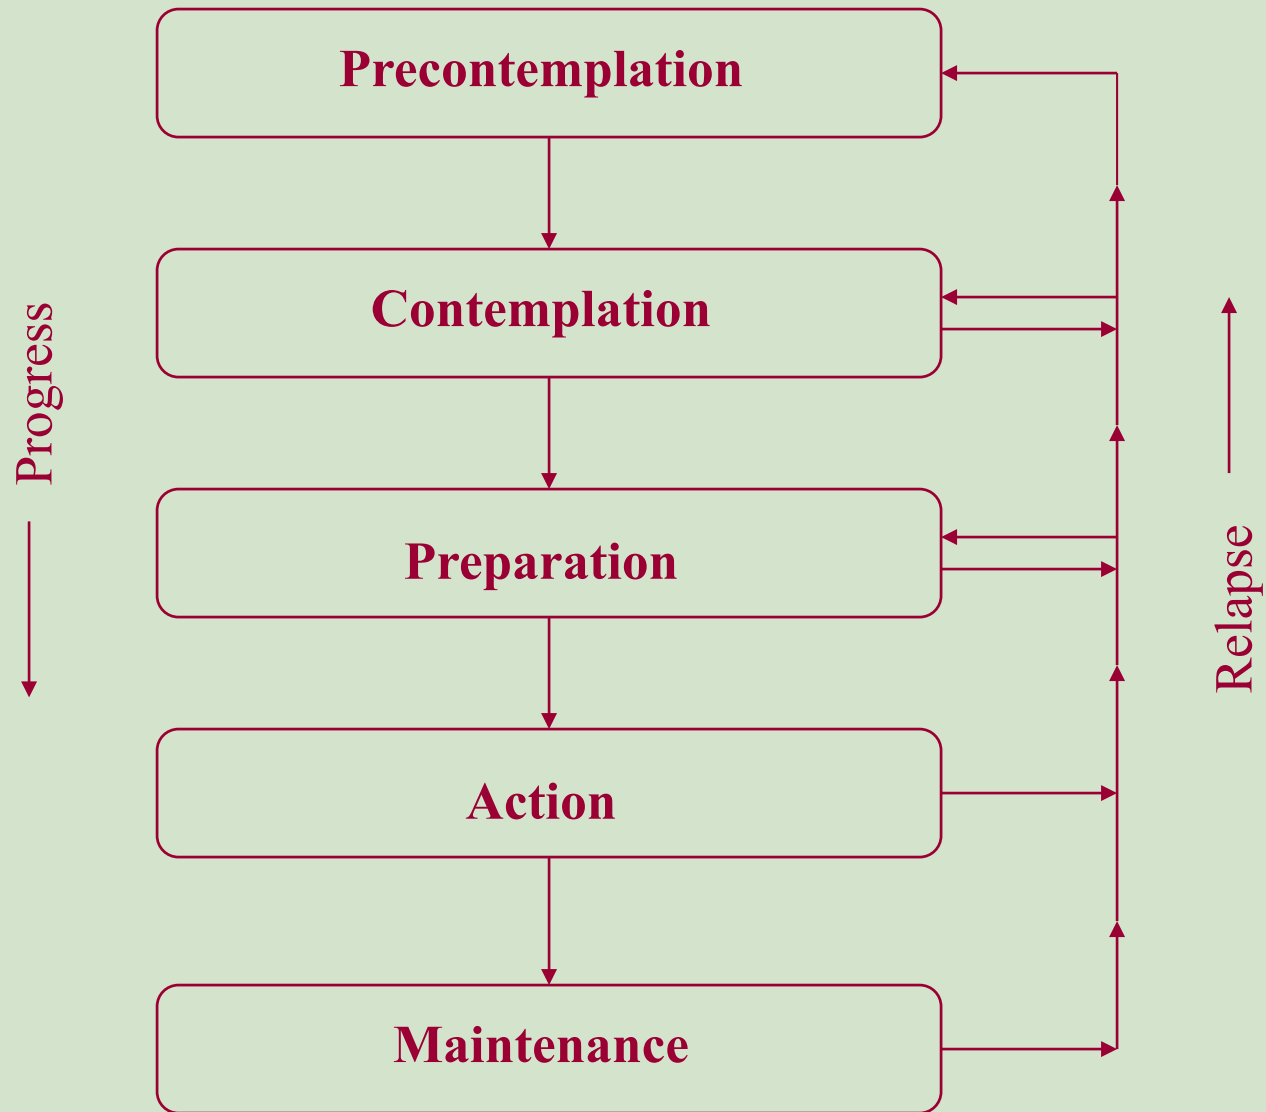 Precontemplation
Contemplation
Progress
Preparation
Relapse
Action
Maintenance